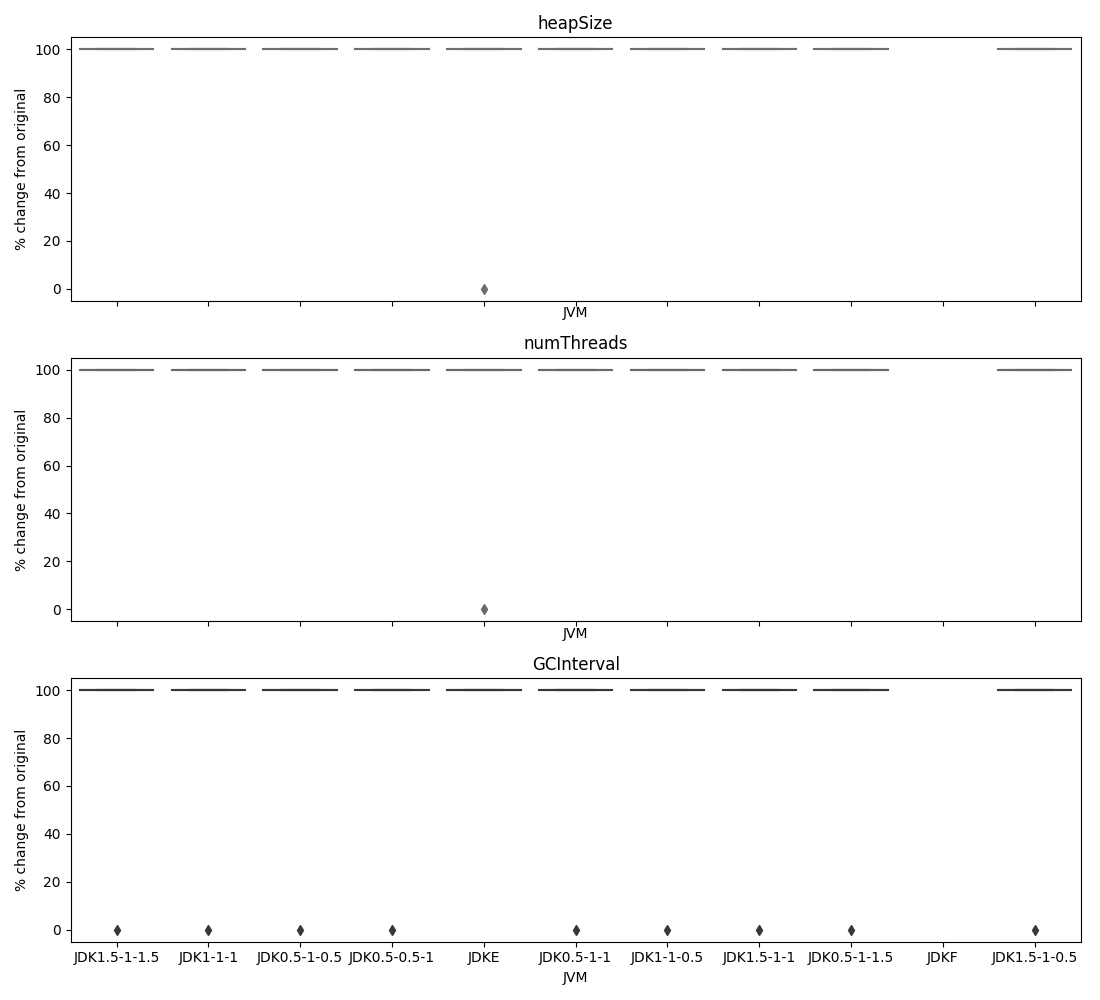 heapSize
% change from original
100
80
60
40
20
0
JVM
numThreads
% change from original
100
80
60
40
20
0
JVM
GCInterval
% change from original
100
80
60
40
20
0
JDK1.5-1-1.5 JDK1-1-1 JDK0.5-1-0.5 JDK0.5-0.5-1 JDKE JDK0.5-1-1 JDK1-1-0.5 JDK1.5-1-1 JDK0.5-1-1.5 JDKF JDK1.5-1-0.5
JVM